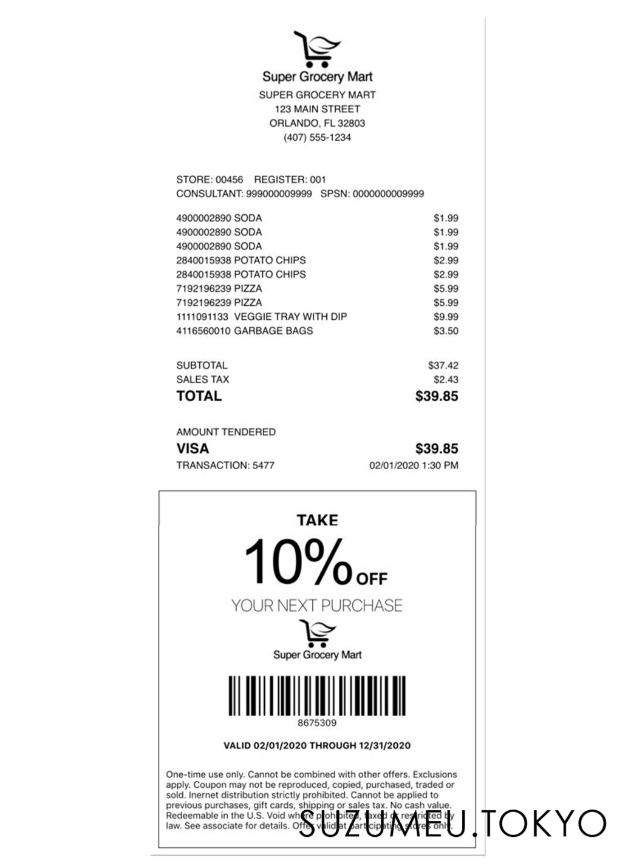 Super Grocery Mart
SUPER GROCERY MART
123 MAIN STREET
ORLANDO, FL 32803
(407) 555-1234
STORE: 00456 REGISTER: 001
CONSULTANT: 999000009999 SPSN: 0000000009999
4900002890 SODA $1.99
4900002890 SODA $1.99
4900002890 SODA $1.99
2840015938 POTATO CHIPS $2.99
2840015938 POTATO CHIPS $2.99
7192196239 PIZZA $5.99
7192196239 PIZZA $5.99
1111091133 VEGGIE TRAY WITH DIP $9.99
4116560010 GARBAGE BAGS $3.50
SUBTOTAL $37.42
SALES TAX $2.43
TOTAL $39.85
AMOUNT TENDERED
VISA $39.85
TRANSACTION: 5477 02/01/2020 1:30 PM
TAKE
10% OFF
YOUR NEXT PURCHASE
Super Grocery Mart
8675309
VALID 02/01/2020 THROUGH 12/31/2020
One-time use only. Cannot be combined with other offers. Exclusions
apply. Coupon may not be reproduced, copied, purchased, traded or
sold. Inernet distribution strictly prohibited. Cannot be applied to
previous purchases, gift cards, shipping or sales tax. No cash value.
Redeemable in the U.S. Void where prohibited, taxed or restricted by
law. See associate for details. Offer valid at participating stores only.
SUZUMEU.TOKYO